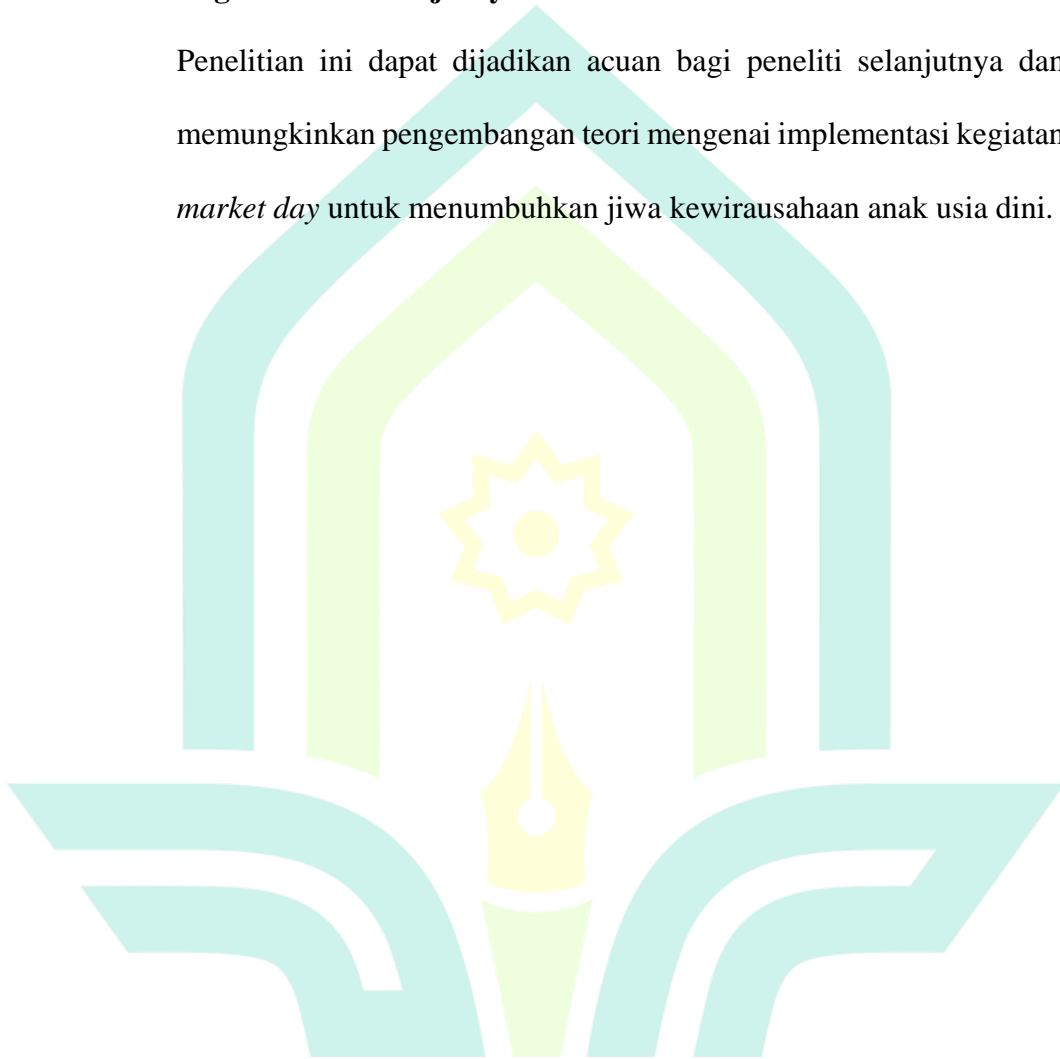 Penelitian ini dapat dijadikan acuan bagi peneliti selanjutnya dan
memungkinkan pengembangan teori mengenai implementasi kegiatan
market day untuk menumbuhkan jiwa kewirausahaan anak usia dini.